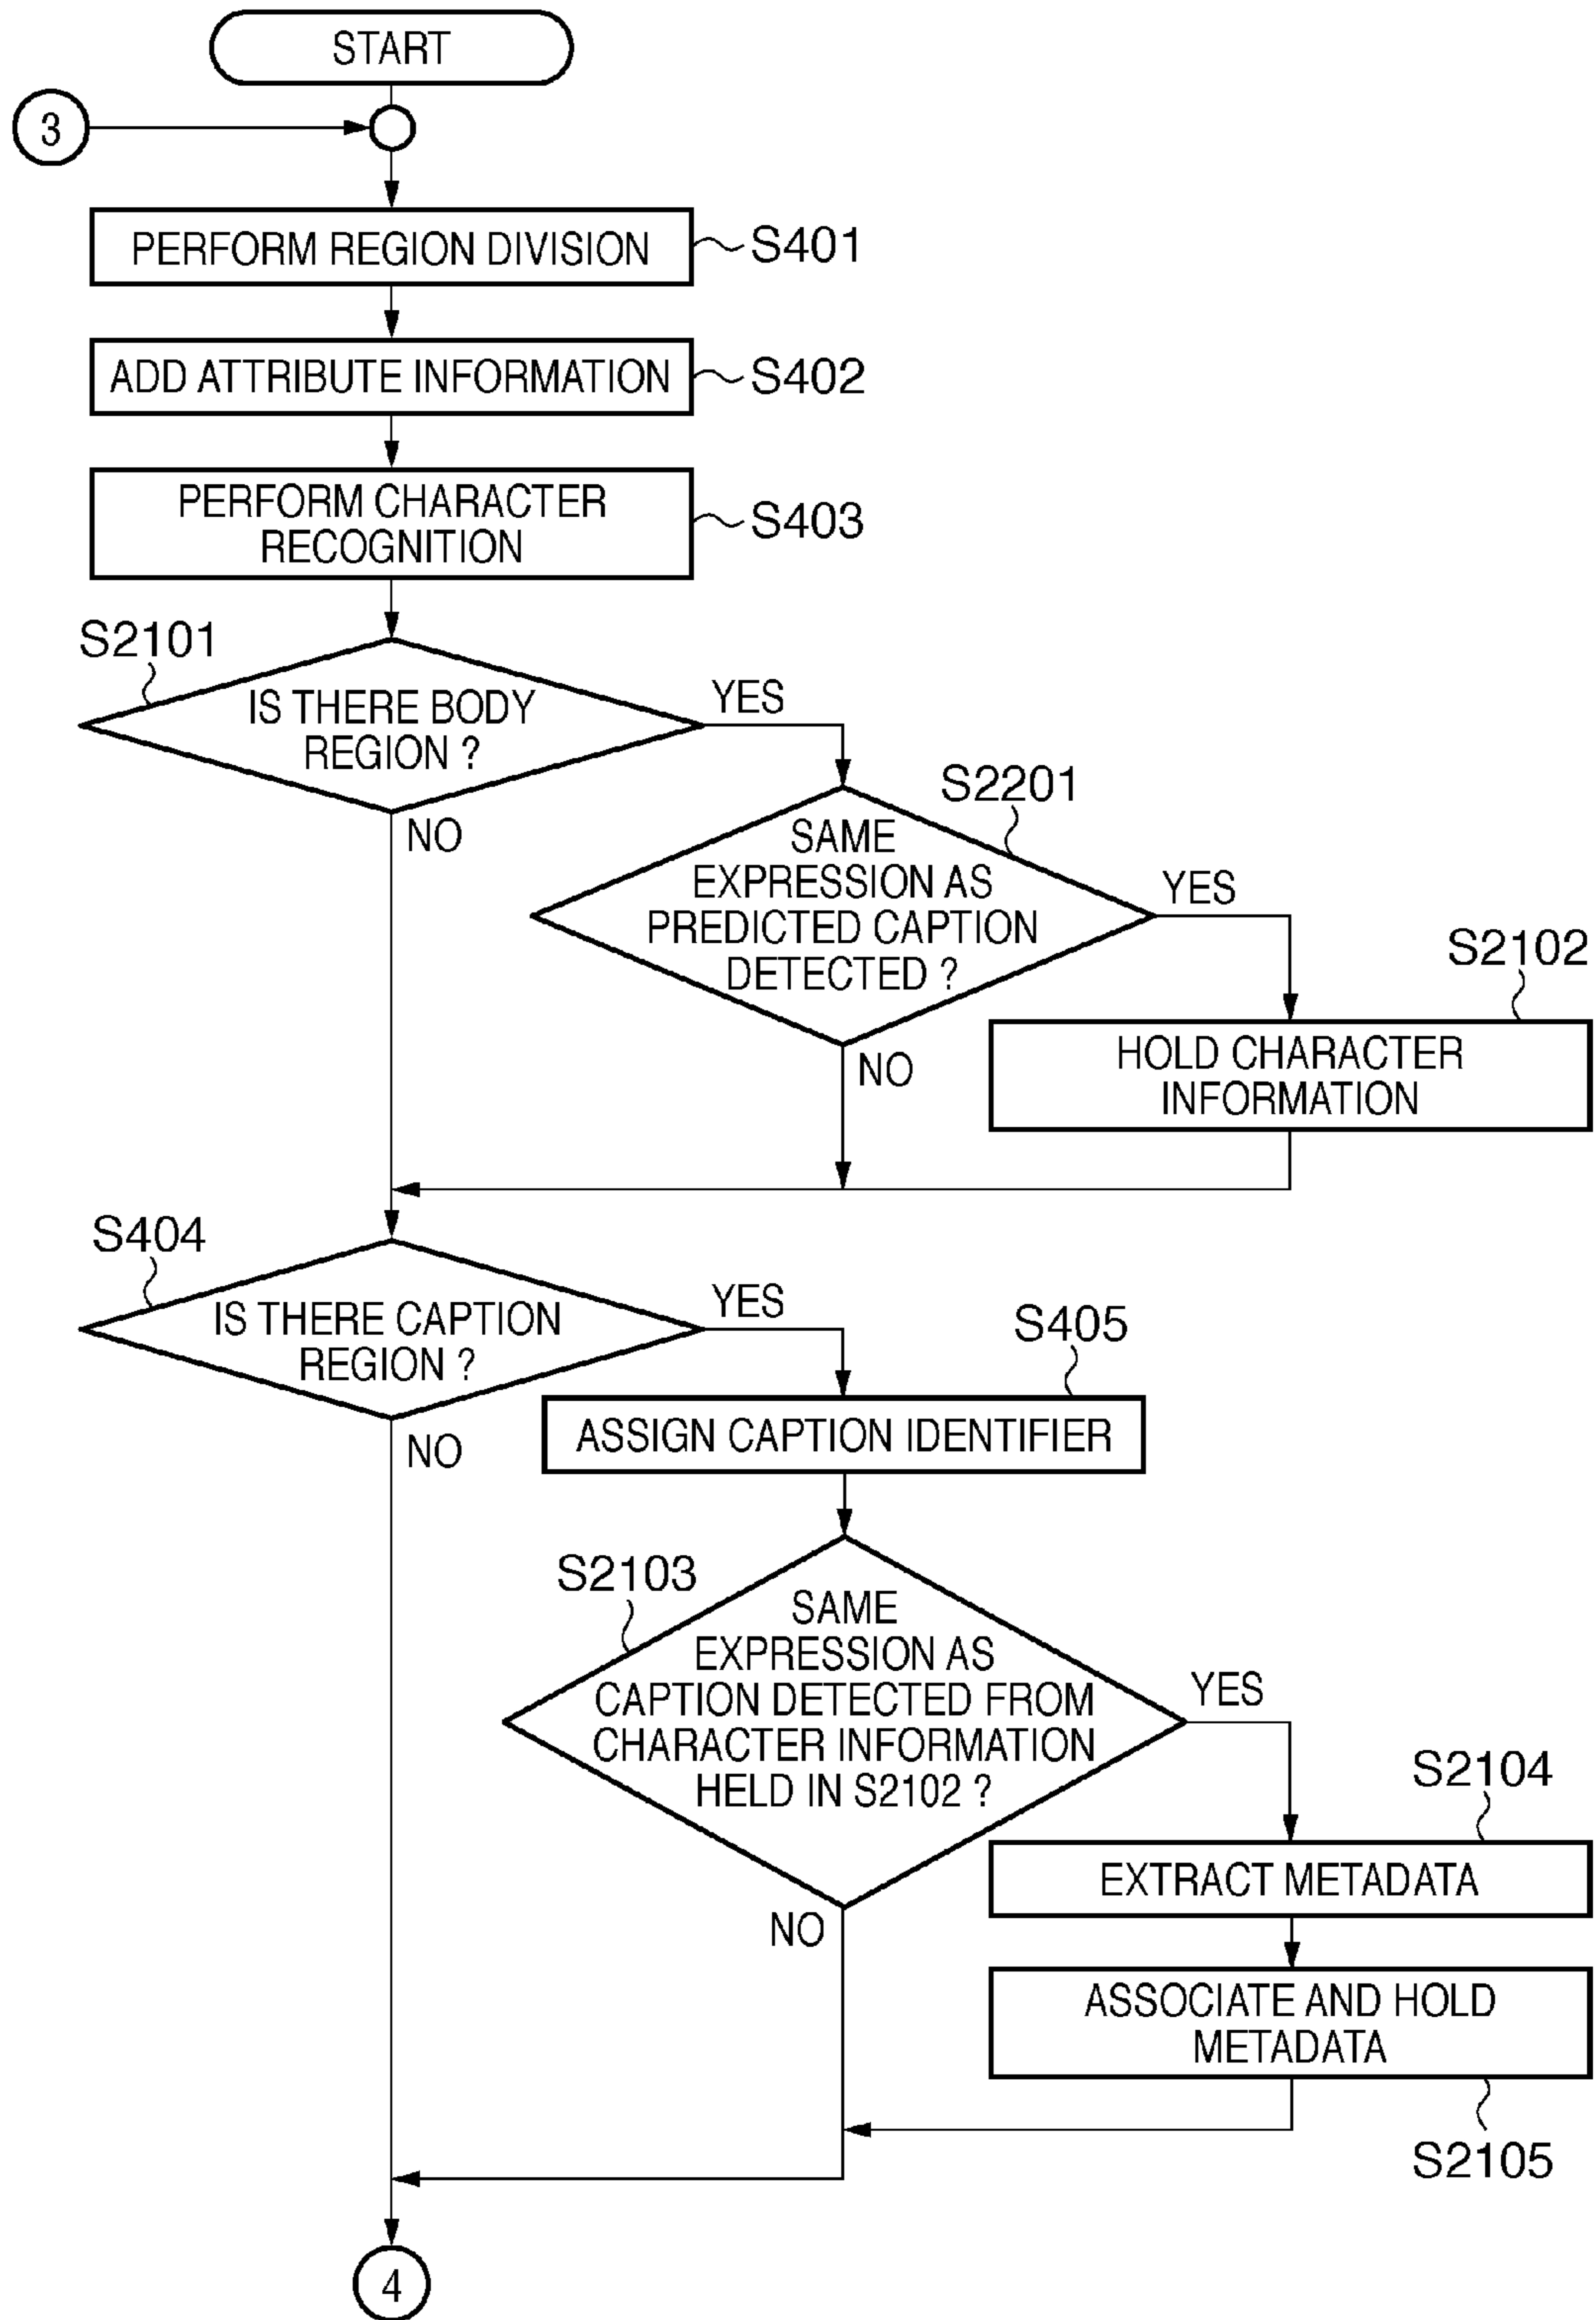 START
3
PERFORM REGION DIVISION
S401
ADD ATTRIBUTE INFORMATION
S402
PERFORM CHARACTER
RECOGNITION
S403
S2101
IS THERE BODY
REGION ?
YES
NO
S2201
SAME
EXPRESSION AS
PREDICTED CAPTION
DETECTED ?
YES
NO
S2102
HOLD CHARACTER
INFORMATION
S404
IS THERE CAPTION
REGION ?
YES
NO
S405
ASSIGN CAPTION IDENTIFIER
S2103
SAME
EXPRESSION AS
CAPTION DETECTED FROM
CHARACTER INFORMATION
HELD IN S2102 ?
YES
NO
S2104
EXTRACT METADATA
ASSOCIATE AND HOLD
METADATA
S2105
4